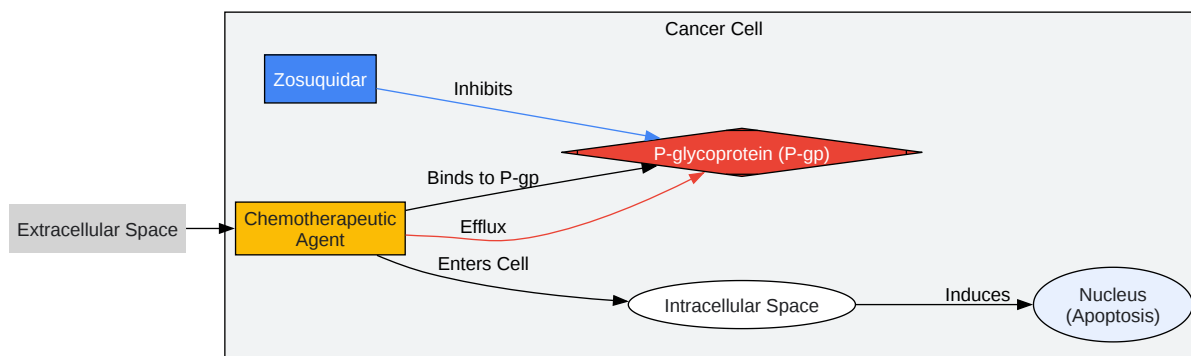 Cancer Cell
Zosuquidar
Inhibits
P-glycoprotein (P-gp)
Binds to P-gp
Extracellular Space
Chemotherapeutic
Agent
Efflux
Enters Cell
Intracellular Space
Induces
Nucleus
(Apoptosis)